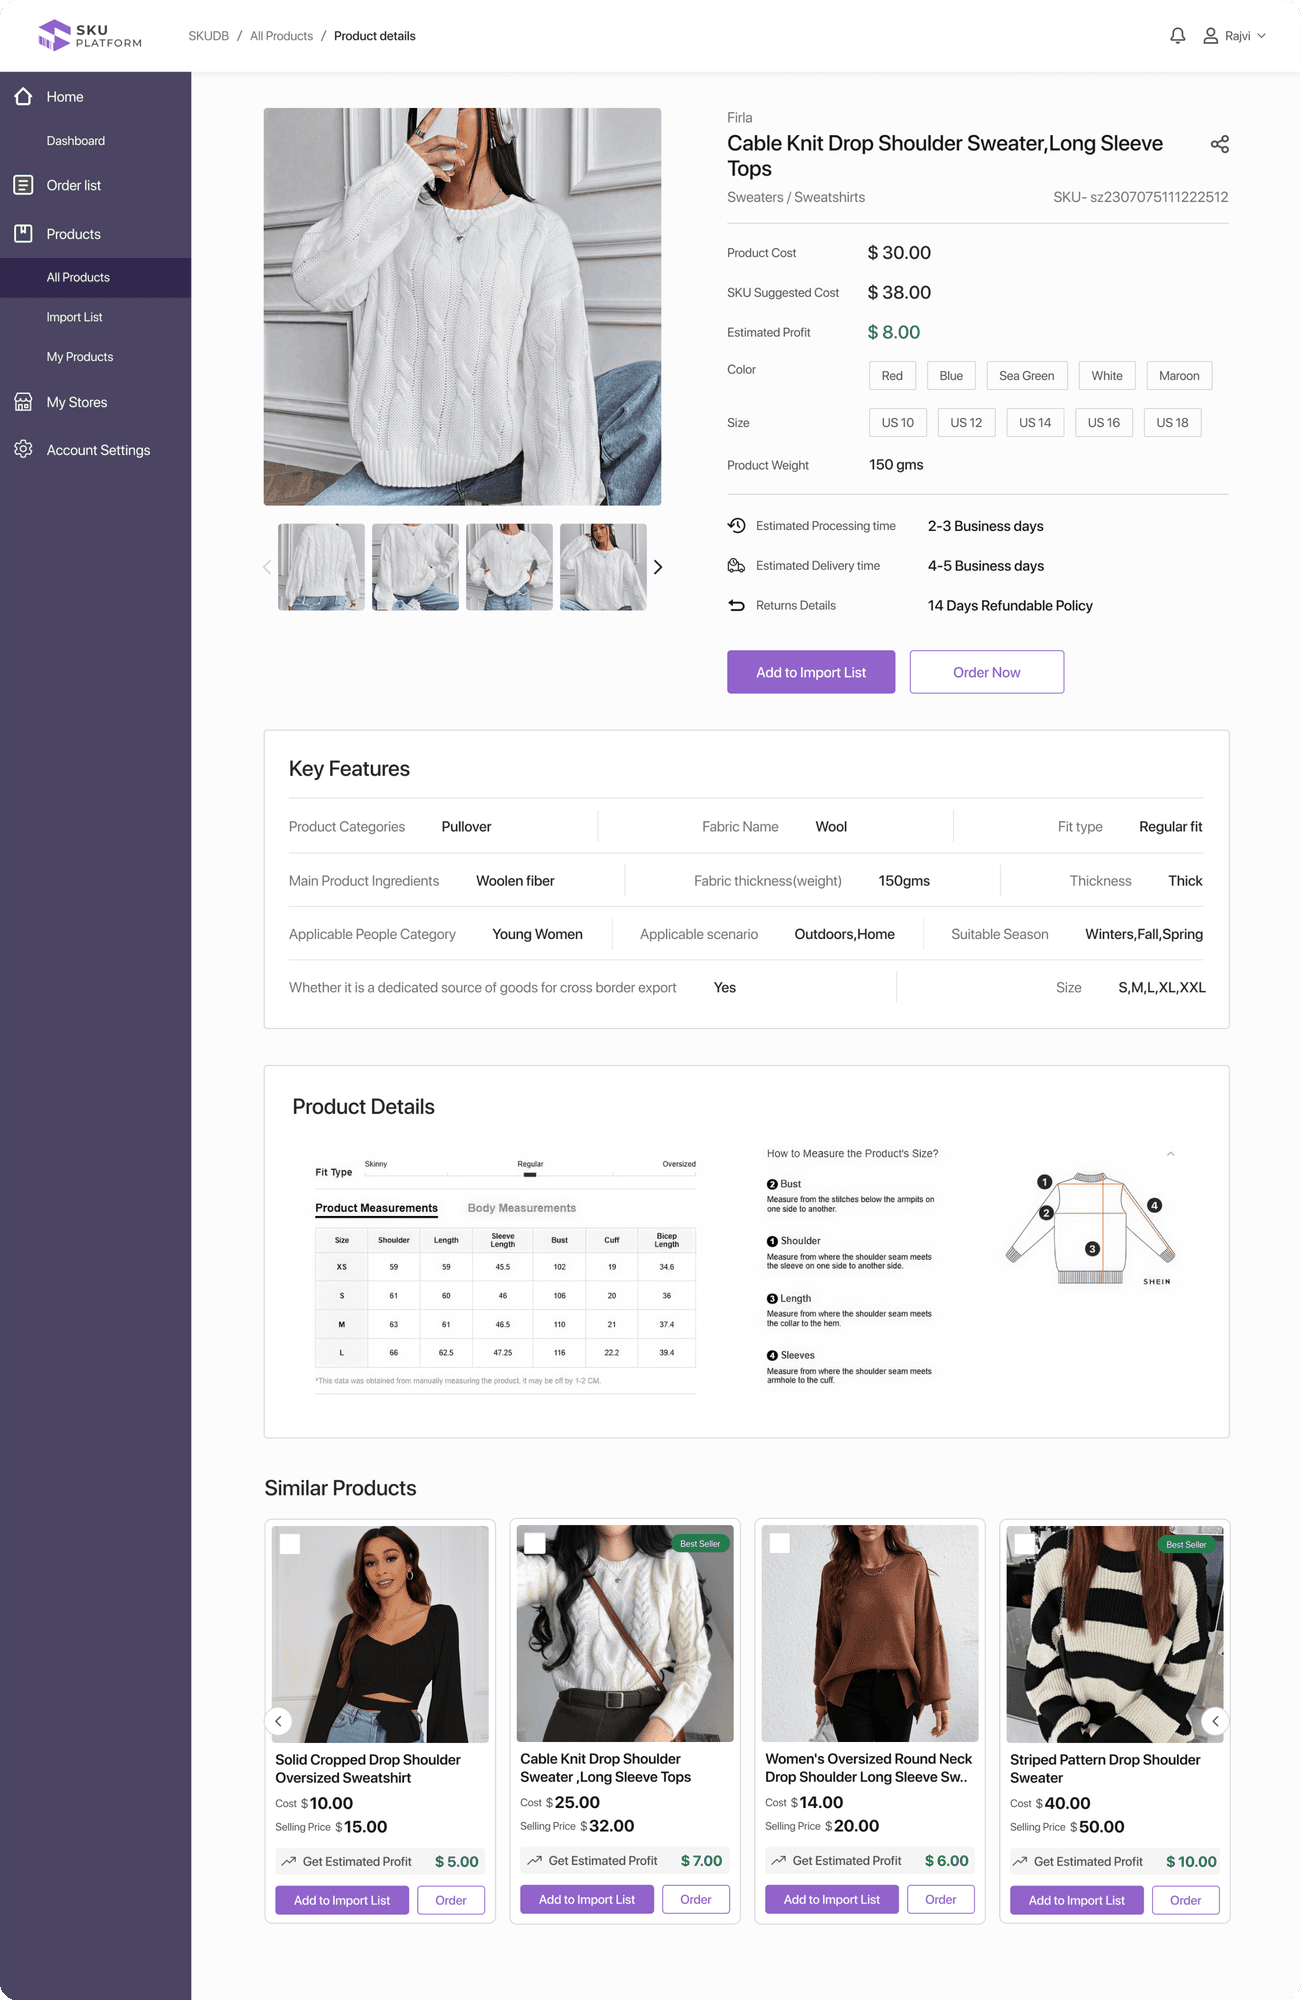 SKU
PLATFORM
SKUDB / All Products / Product details
Rajvi
Home
Dashboard
Order list
Products
All Products
Import List
My Products
My Stores
Account Settings
Firla
Cable Knit Drop Shoulder Sweater,Long Sleeve
Tops
Sweaters / Sweatshirts
SKU- sz2307075111222512
Product Cost $ 30.00
SKU Suggested Cost $ 38.00
Estimated Profit $ 8.00
Color Red Blue Sea Green White Maroon
Size US 10 US 12 US 14 US 16 US 18
Product Weight 150 gms
Estimated Processing time 2-3 Business days
Estimated Delivery time 4-5 Business days
Returns Details 14 Days Refundable Policy
Add to Import List Order Now
Key Features
Product Categories Pullover Fabric Name Wool Fit type Regular fit
Main Product Ingredients Woolen fiber Fabric thickness(weight) 150gms Thickness Thick
Applicable People Category Young Women Applicable scenario Outdoors,Home Suitable Season Winters,Fall,Spring
Whether it is a dedicated source of goods for cross border export Yes Size S,M,L,XL,XXL
Product Details
Fit Type Skinny Regular Oversized
Product Measurements Body Measurements
Size Shoulder Length Sleeve Length Bust Cuff Bicep Length
XS 59 59 45.5 102 19 34.6
S 61 60 46 106 20 36
M 63 61 46.5 110 21 37.4
L 66 62.5 47.25 116 22.2 39.4
*This data was obtained from manually measuring the product, it may be off by 1-2 CM.
How to Measure the Product's Size?
2 Bust
Measure from the stitches below the armpits on
one side to another.
1 Shoulder
Measure from where the shoulder seam meets
the sleeve on one side to another side.
3 Length
Measure from where the shoulder seam meets
the collar to the hem.
4 Sleeves
Measure from where the shoulder seam meets
armhole to the cuff.
1
2
3
4
SHEIN
Similar Products
Solid Cropped Drop Shoulder
Oversized Sweatshirt
Cost $ 10.00
Selling Price $ 15.00
Get Estimated Profit $ 5.00
Add to Import List Order
Best Seller
Cable Knit Drop Shoulder
Sweater ,Long Sleeve Tops
Cost $ 25.00
Selling Price $ 32.00
Get Estimated Profit $ 7.00
Add to Import List Order
Women's Oversized Round Neck
Drop Shoulder Long Sleeve Sw..
Cost $ 14.00
Selling Price $ 20.00
Get Estimated Profit $ 6.00
Add to Import List Order
Best Seller
Striped Pattern Drop Shoulder
Sweater
Cost $ 40.00
Selling Price $ 50.00
Get Estimated Profit $ 10.00
Add to Import List Order